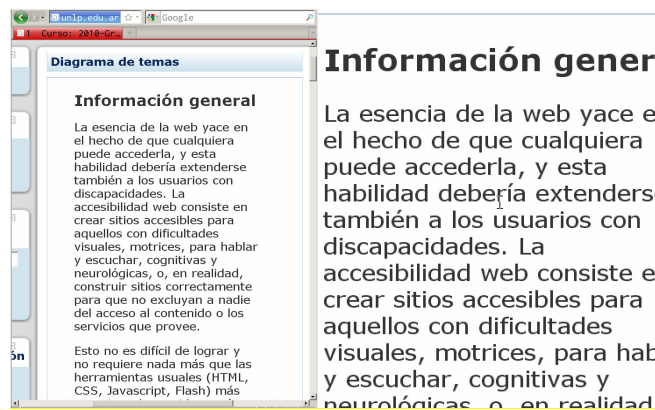 unlp.edu.ar
Google
1 Curso: 2010-Gr...
Diagrama de temas
Información general
La esencia de la web yace en
el hecho de que cualquiera
puede accederla, y esta
habilidad debería extenderse
también a los usuarios con
discapacidades. La
accesibilidad web consiste en
crear sitios accesibles para
aquellos con dificultades
visuales, motrices, para hablar
y escuchar, cognitivas y
neurológicas, o, en realidad,
construir sitios correctamente
para que no excluyan a nadie
del acceso al contenido o los
servicios que provee.
Esto no es difícil de lograr y
no requiere nada más que las
herramientas usuales (HTML,
CSS, Javascript, Flash) más
ón
Información gener
La esencia de la web yace e
el hecho de que cualquiera
puede accederla, y esta
habilidad debería extenders
también a los usuarios con
discapacidades. La
accesibilidad web consiste e
crear sitios accesibles para
aquellos con dificultades
visuales, motrices, para hab
y escuchar, cognitivas y
neurológicas, o, en realidad